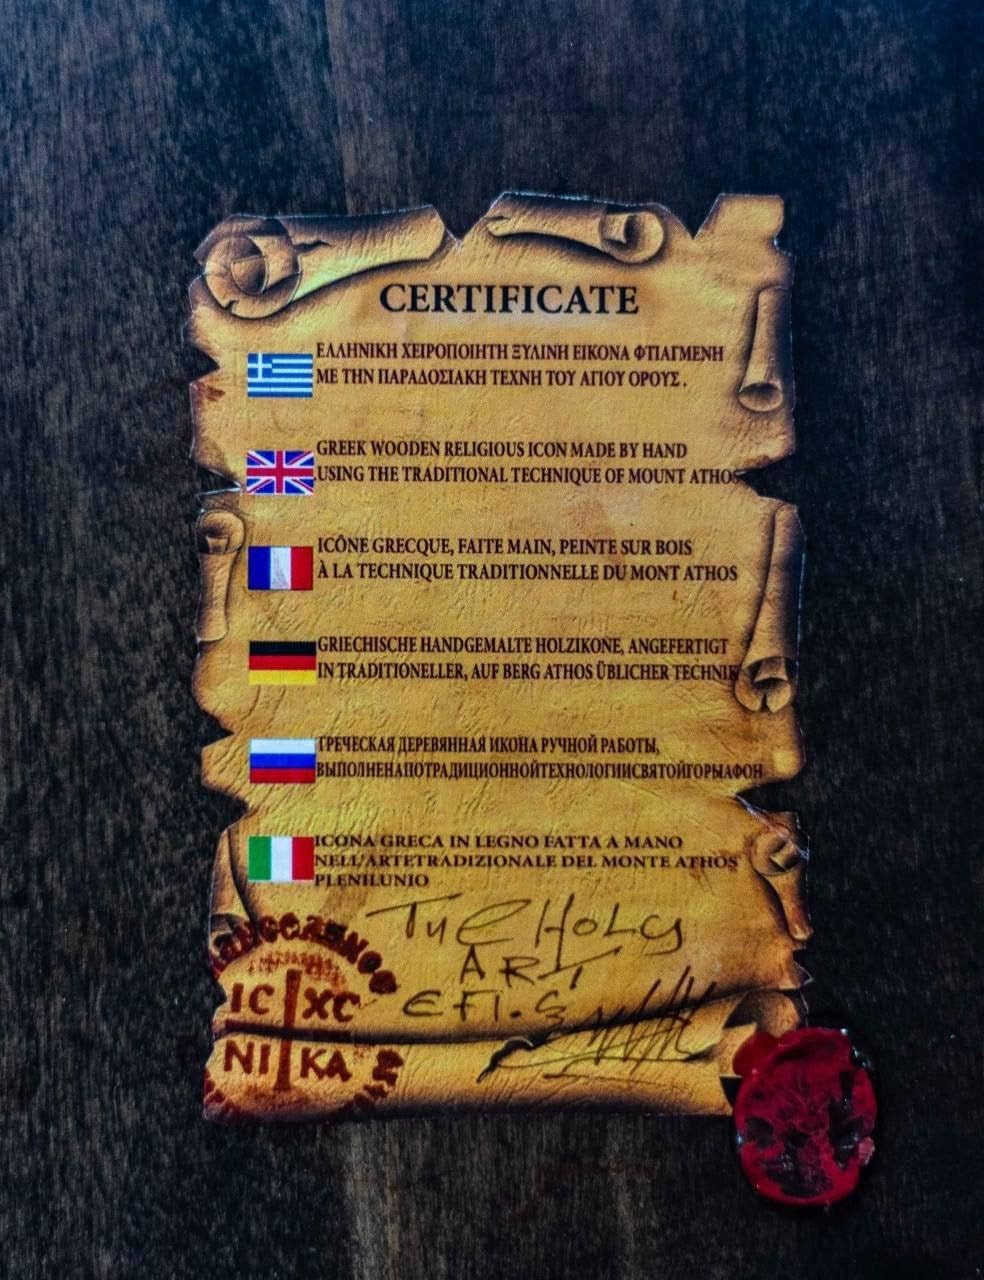 CERTIFICATE
ΕΛΛΗΝΙΚΗ ΧΕΙΡΟΠΟΙΗΤΗ ΞΥΛΙΝΗ ΕΙΚΟΝΑ ΦΤΙΑΓΜΕΝΗ
ΜΕ ΤΗΝ ΠΑΡΑΔΟΣΙΑΚΗ ΤΕΧΝΗ ΤΟΥ ΑΓΙΟΥ ΟΡΟΥΣ .
GREEK WOODEN RELIGIOUS ICON MADE BY HAND
USING THE TRADITIONAL TECHNIQUE OF MOUNT ATHOS
ICÔNE GRECQUE, FAITE MAIN, PEINTE SUR BOIS
À LA TECHNIQUE TRADITIONNELLE DU MONT ATHOS
GRIECHISCHE HANDGEMALTE HOLZIKONE, ANGEFERTIGT
IN TRADITIONELLER, AUF BERG ATHOS ÜBLICHER TECHNIK
ГРЕЧЕСКАЯ ДЕРЕВЯННАЯ ИКОНА РУЧНОЙ РАБОТЫ,
ВЫПОЛНЕНАПОТРАДИЦИОННОЙТЕХНОЛОГИИСВЯТОЙГОРЫАФОН
ICONA GRECA IN LEGNO FATTA A MANO
NELL'ARTETRADIZIONALE DEL MONTE ATHOS
PLENILUNIO
THE HOLY
ART
EFI.G
IC XC
NI KA